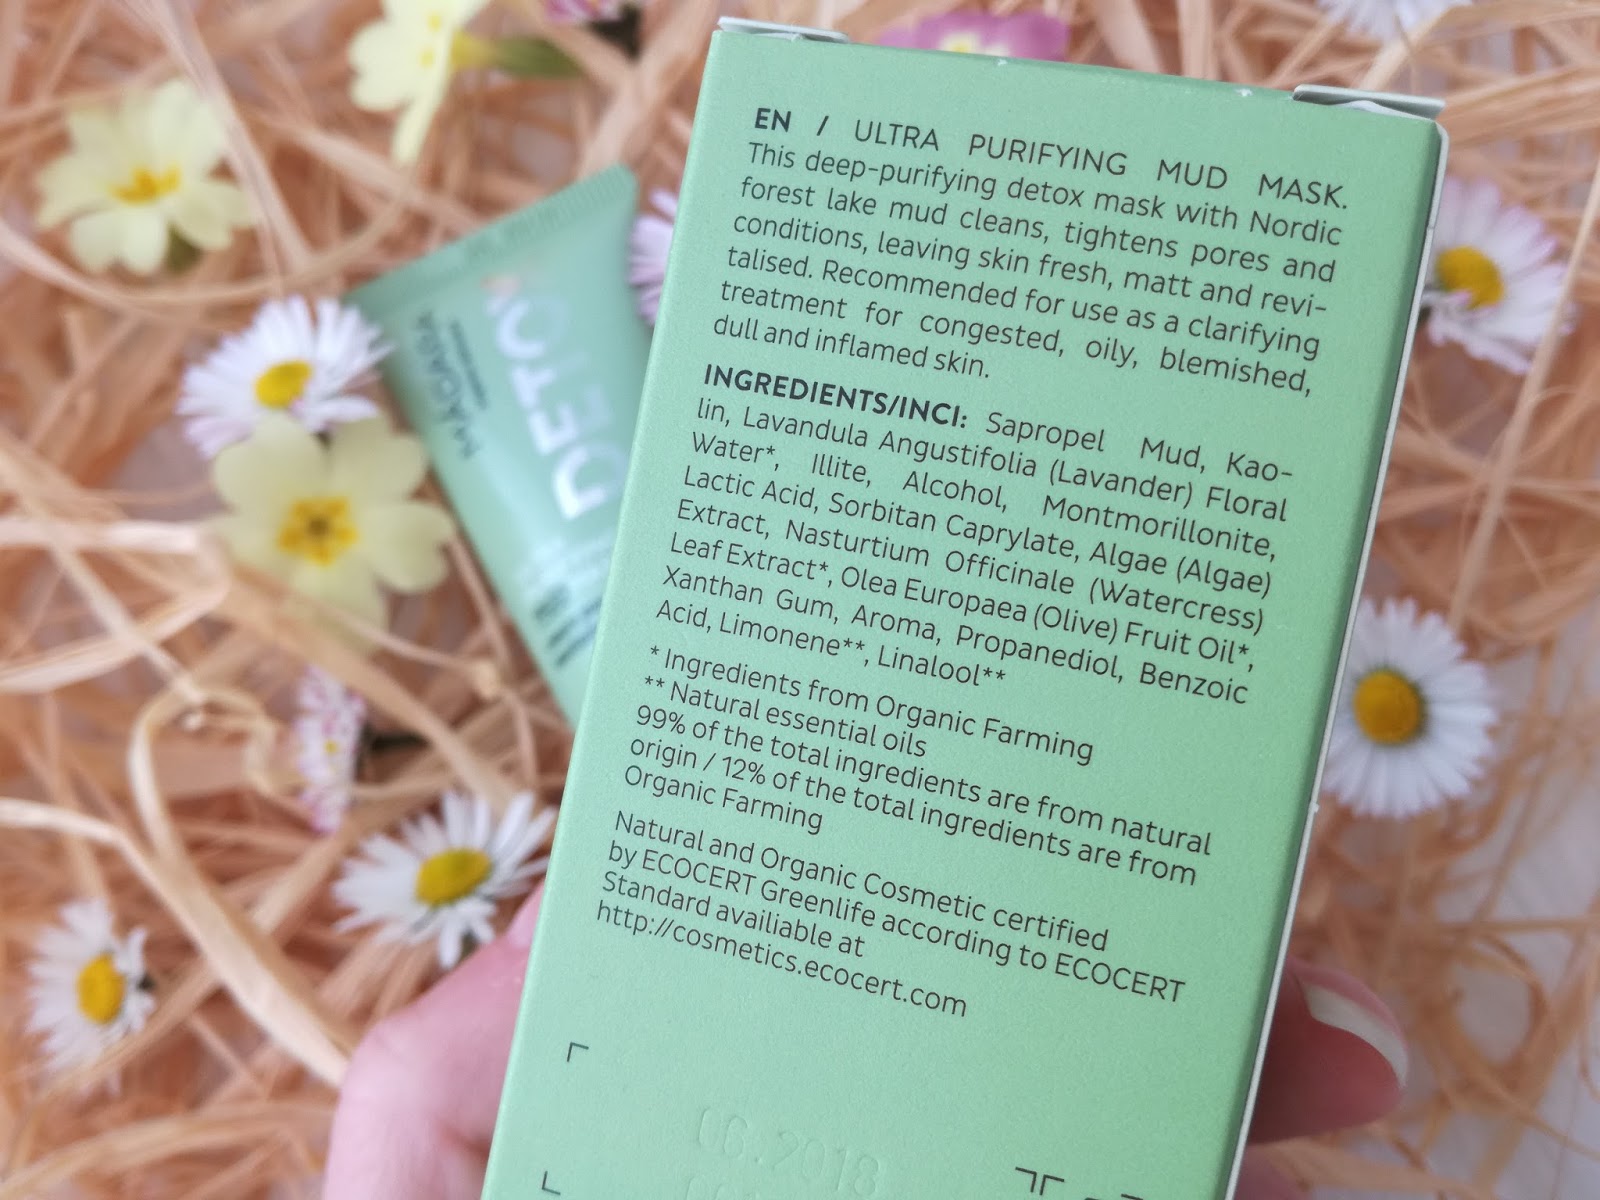 EN / ULTRA PURIFYING MUD MASK.
This deep-purifying detox mask with Nordic
forest lake mud cleans, tightens pores and
conditions, leaving skin fresh, matt and revi-
talised. Recommended for use as a clarifying
treatment for congested, oily, blemished,
dull and inflamed skin.
INGREDIENTS/INCI: Sapropel Mud, Kao-
lin, Lavandula Angustifolia (Lavander) Floral
Water*, Illite, Alcohol, Montmorillonite,
Lactic Acid, Sorbitan Caprylate, Algae (Algae)
Extract, Nasturtium Officinale (Watercress)
Leaf Extract*, Olea Europaea (Olive) Fruit Oil*,
Xanthan Gum, Aroma, Propanediol, Benzoic
Acid, Limonene**, Linalool**
* Ingredients from Organic Farming
** Natural essential oils
99% of the total ingredients are from natural
origin / 12% of the total ingredients are from
Organic Farming
Natural and Organic Cosmetic certified
by ECOCERT Greenlife according to ECOCERT
Standard availiable at
http://cosmetics.ecocert.com
06.2018
MÁDARA
DETOX